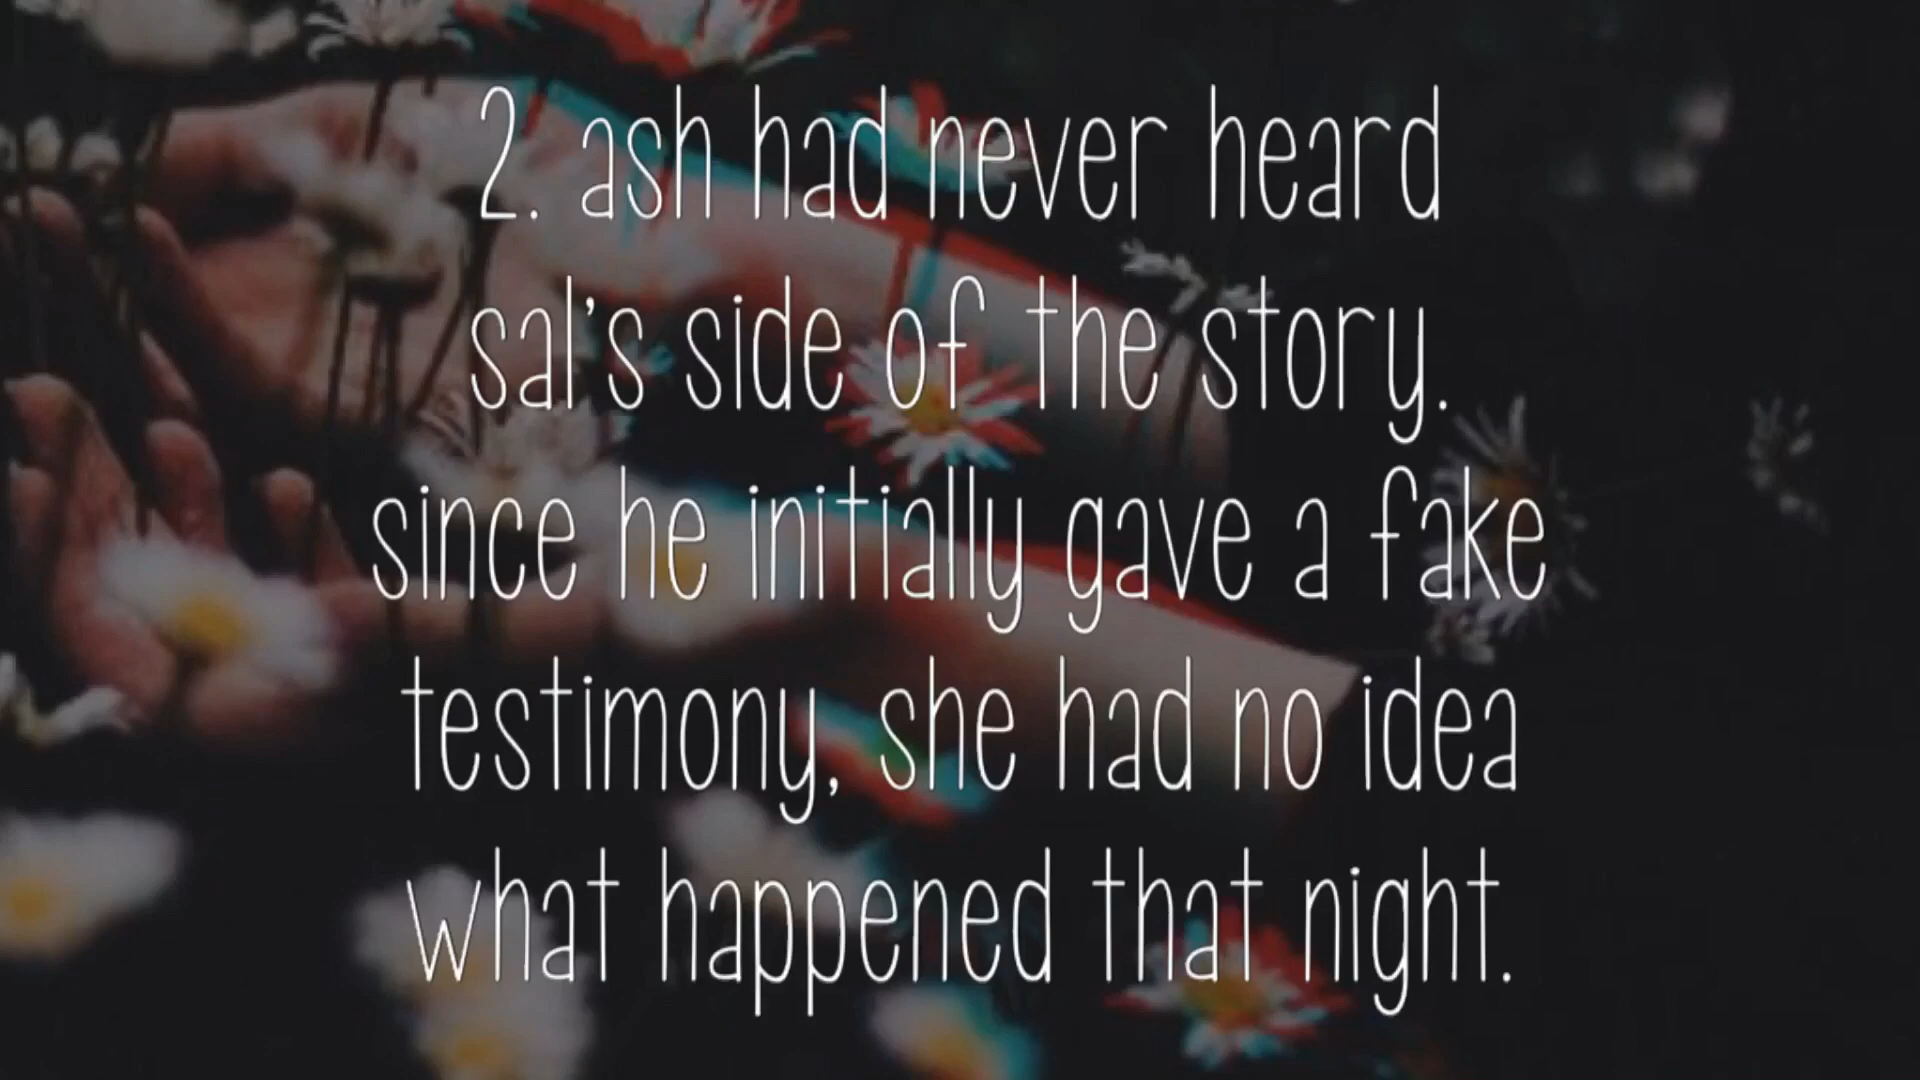 2. ash had never heard
sal's side of the story.
since he initially gave a fake
testimony, she had no idea
what happened that night.